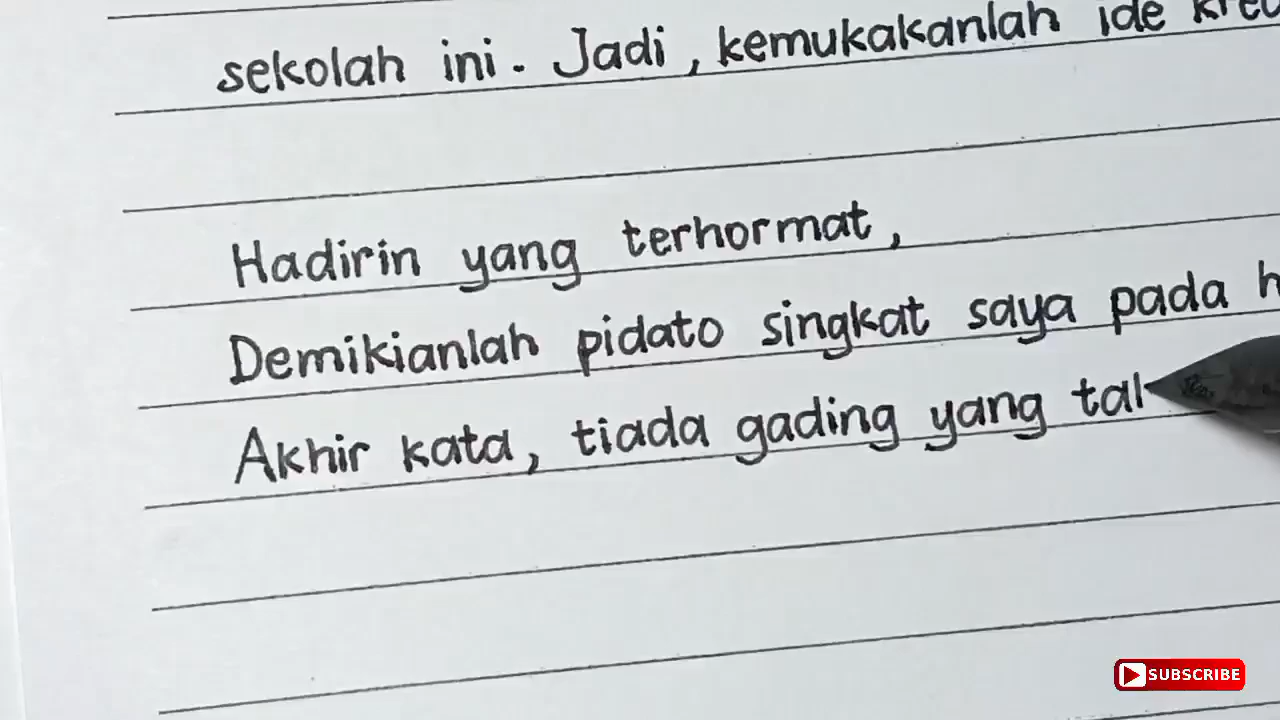 sekolah ini. Jadi, kemukakanlah ide
Hadirin yang terhormat,
Demikianlah pidato singkat saya pada
Akhir kata, tiada gading yang
SUBSCRIBE